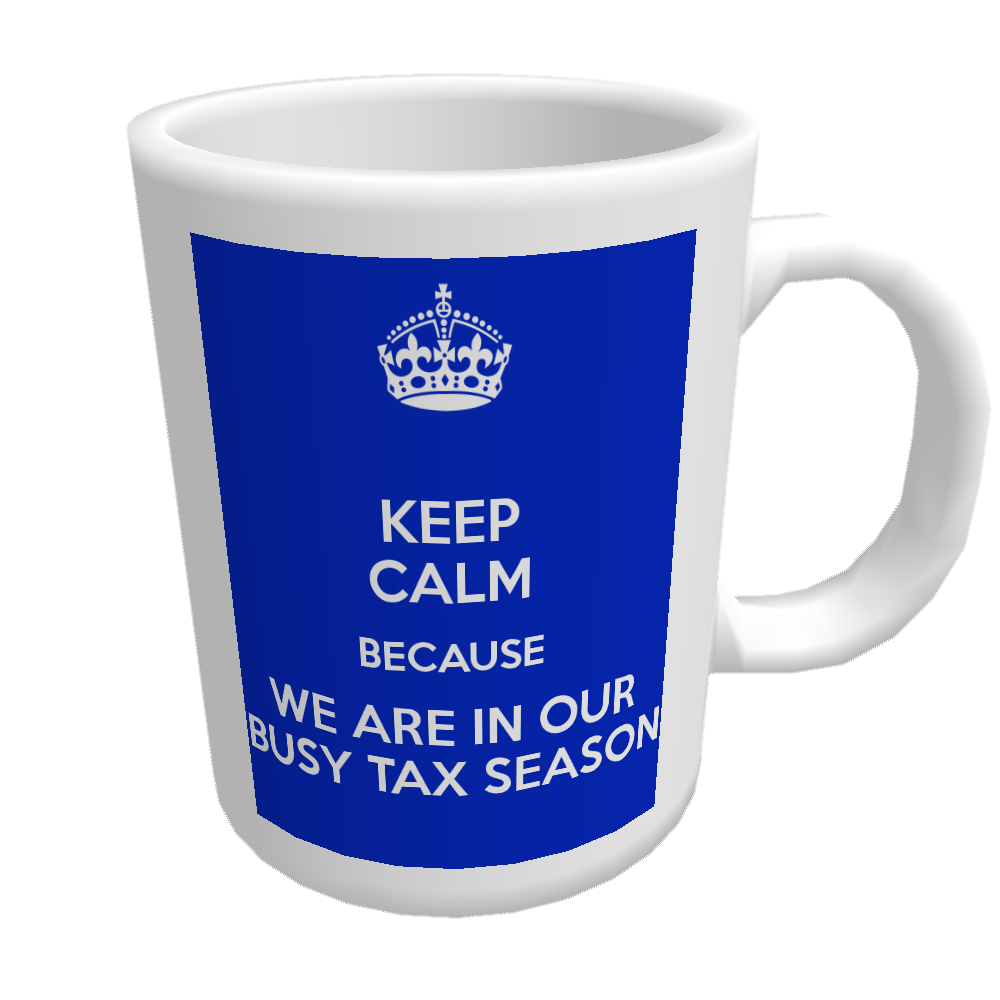 KEEP
CALM
BECAUSE
WE ARE IN OUR
BUSY TAX SEASON